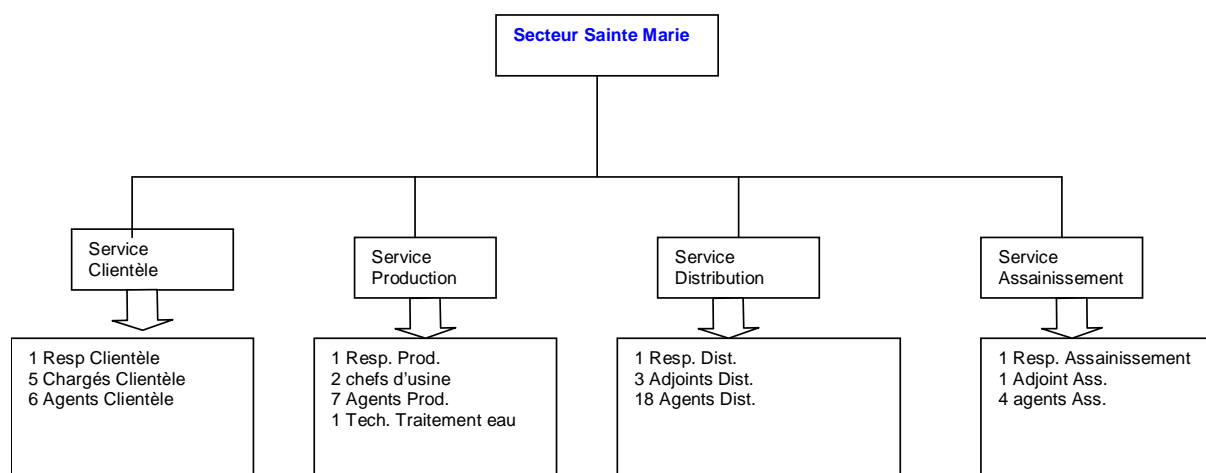 Secteur Sainte Marie
Service
Clientèle
Service
Production
Service
Distribution
Service
Assainissement
1 Resp Clientèle
5 Chargés Clientèle
6 Agents Clientèle
1 Resp. Prod.
2 chefs d'usine
7 Agents Prod.
1 Tech. Traitement eau
1 Resp. Dist.
3 Adjoints Dist.
18 Agents Dist.
1 Resp. Assainissement
1 Adjoint Ass.
4 agents Ass.